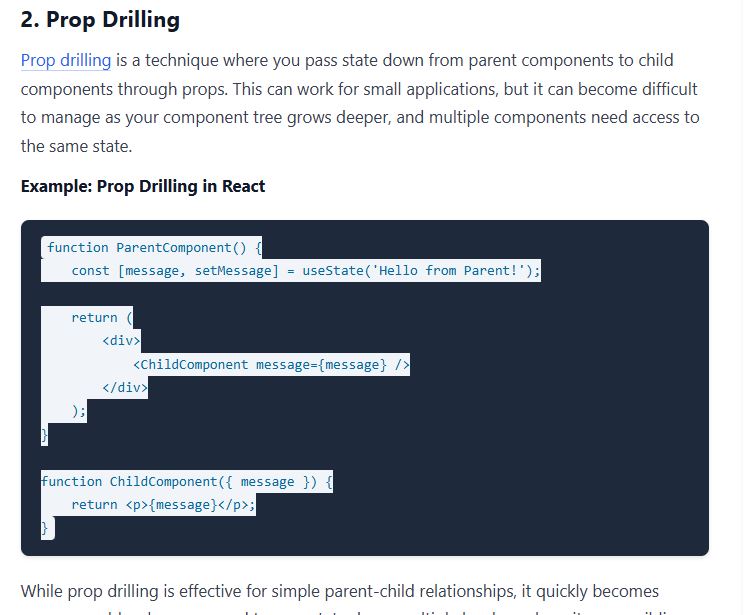 2. Prop Drilling
Prop drilling is a technique where you pass state down from parent components to child
components through props. This can work for small applications, but it can become difficult
to manage as your component tree grows deeper, and multiple components need access to
the same state.
Example: Prop Drilling in React
function ParentComponent() {
    const [message, setMessage] = useState('Hello from Parent!');
    return (
        <div>
            <ChildComponent message={message} />
        </div>
    );
}
function ChildComponent({ message }) {
    return <p>{message}</p>;
}
While prop drilling is effective for simple parent-child relationships, it quickly becomes